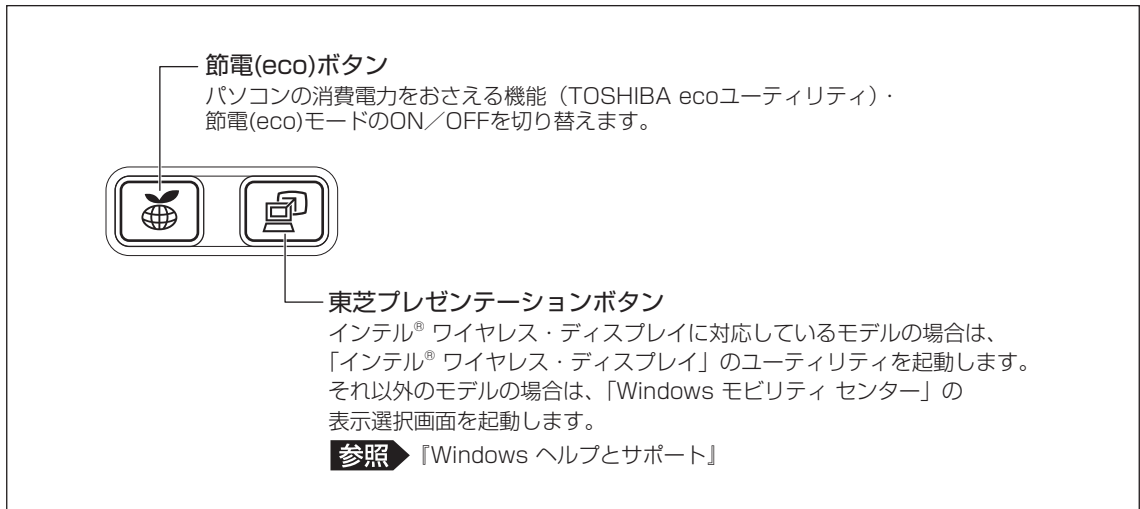 節電(eco)ボタン
パソコンの消費電力をおさえる機能（TOSHIBA ecoユーティリティ）・
節電(eco)モードのON／OFFを切り替えます。
東芝プレゼンテーションボタン
インテル® ワイヤレス・ディスプレイに対応しているモデルの場合は、
「インテル® ワイヤレス・ディスプレイ」のユーティリティを起動します。
それ以外のモデルの場合は、「Windows モビリティ センター」の
表示選択画面を起動します。
参照 『Windows ヘルプとサポート』